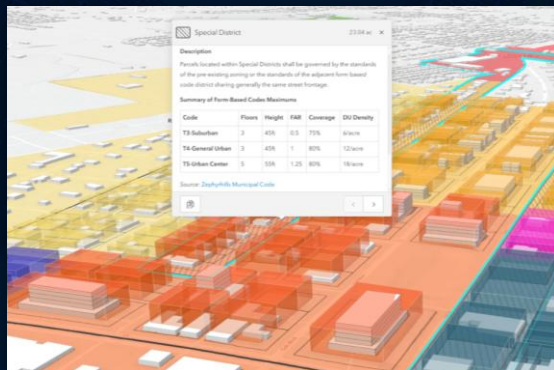 Special District 23.04 ac ×
Description
Parcels located within Special Districts shall be governed by the standards
of the pre-existing zoning or the standards of the adjacent form based
code district sharing generally the same street frontage.
Summary of Form-Based Codes Maximums
Code Floors Height FAR Coverage DU Density
T3-Suburban 3 45ft 0.5 75% 6/acre
T4-General Urban 3 45ft 1 80% 12/acre
T5-Urban Center 5 55ft 1.25 80% 18/acre
Source: Zephyrhills Municipal Code